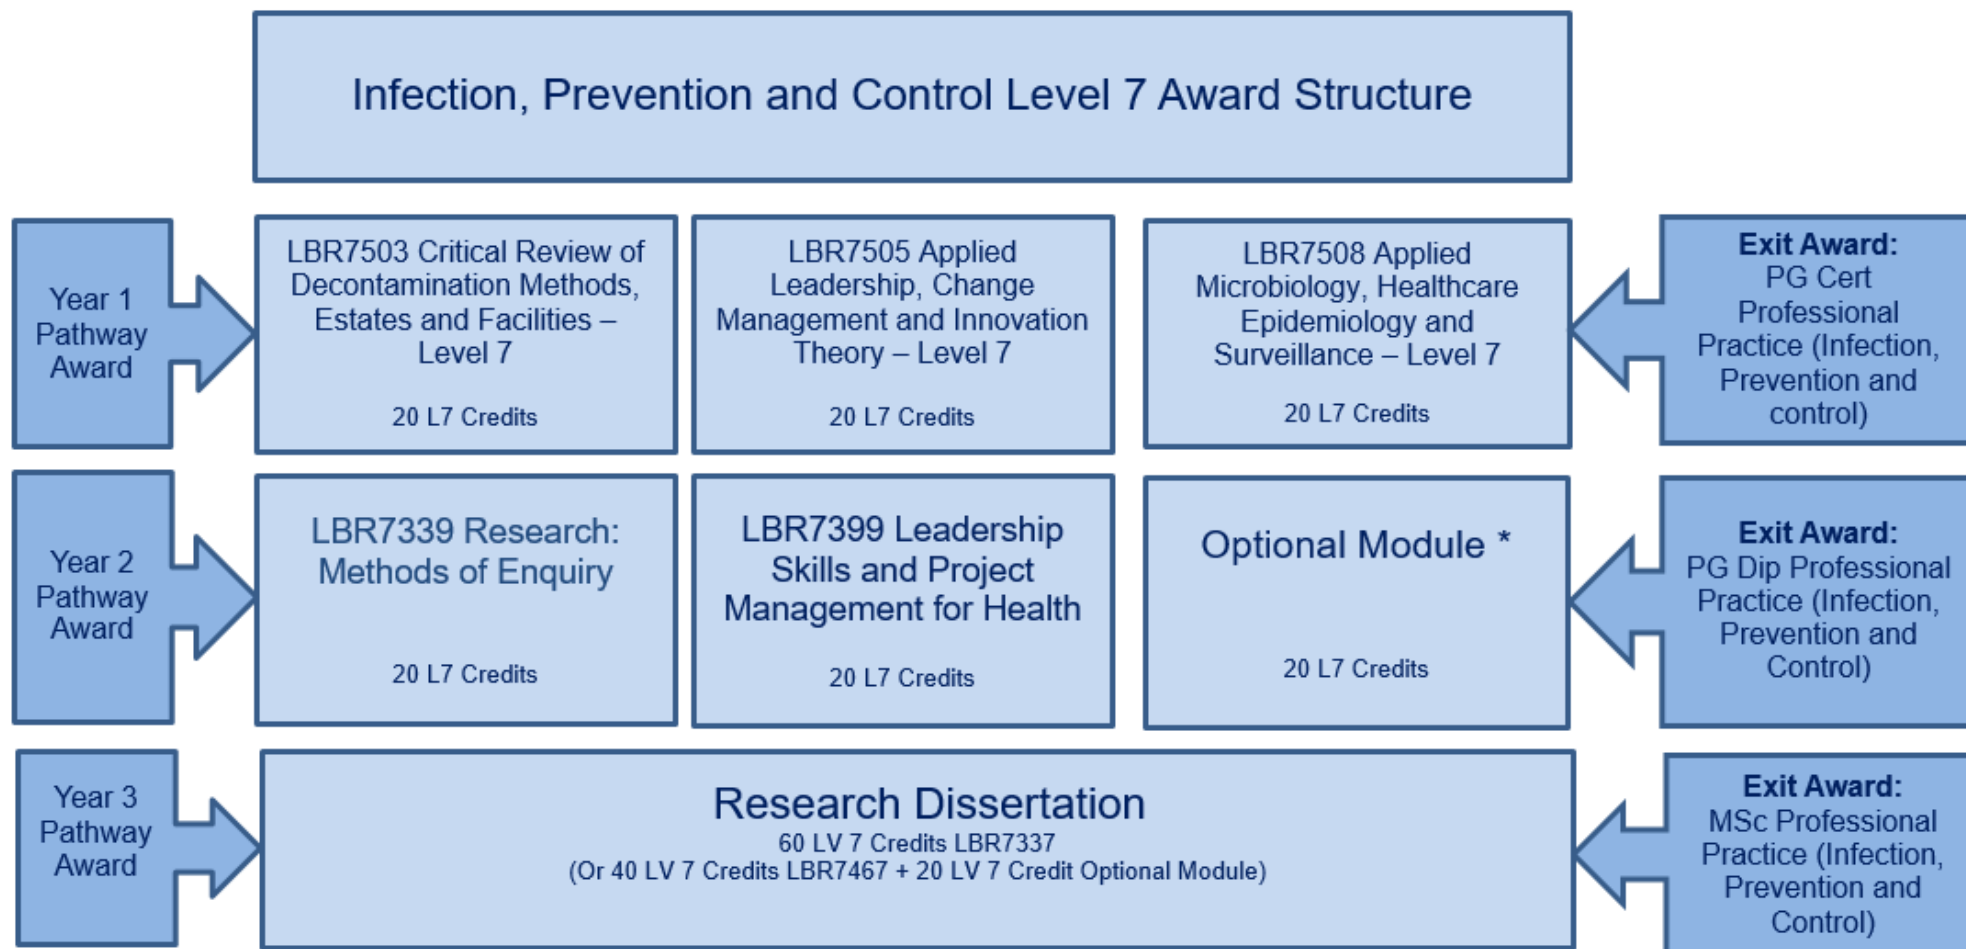 Infection, Prevention and Control Level 7 Award Structure
Year 1
Pathway
Award
LBR7503 Critical Review of
Decontamination Methods,
Estates and Facilities –
Level 7
20 L7 Credits
LBR7505 Applied
Leadership, Change
Management and Innovation
Theory – Level 7
20 L7 Credits
LBR7508 Applied
Microbiology, Healthcare
Epidemiology and
Surveillance – Level 7
20 L7 Credits
Exit Award:
PG Cert
Professional
Practice (Infection,
Prevention and
control)
Year 2
Pathway
Award
LBR7339 Research:
Methods of Enquiry
20 L7 Credits
LBR7399 Leadership
Skills and Project
Management for Health
20 L7 Credits
Optional Module *
20 L7 Credits
Exit Award:
PG Dip Professional
Practice (Infection,
Prevention and
Control)
Year 3
Pathway
Award
Research Dissertation
60 LV 7 Credits LBR7337
(Or 40 LV 7 Credits LBR7467 + 20 LV 7 Credit Optional Module)
Exit Award:
MSc Professional
Practice (Infection,
Prevention and
Control)